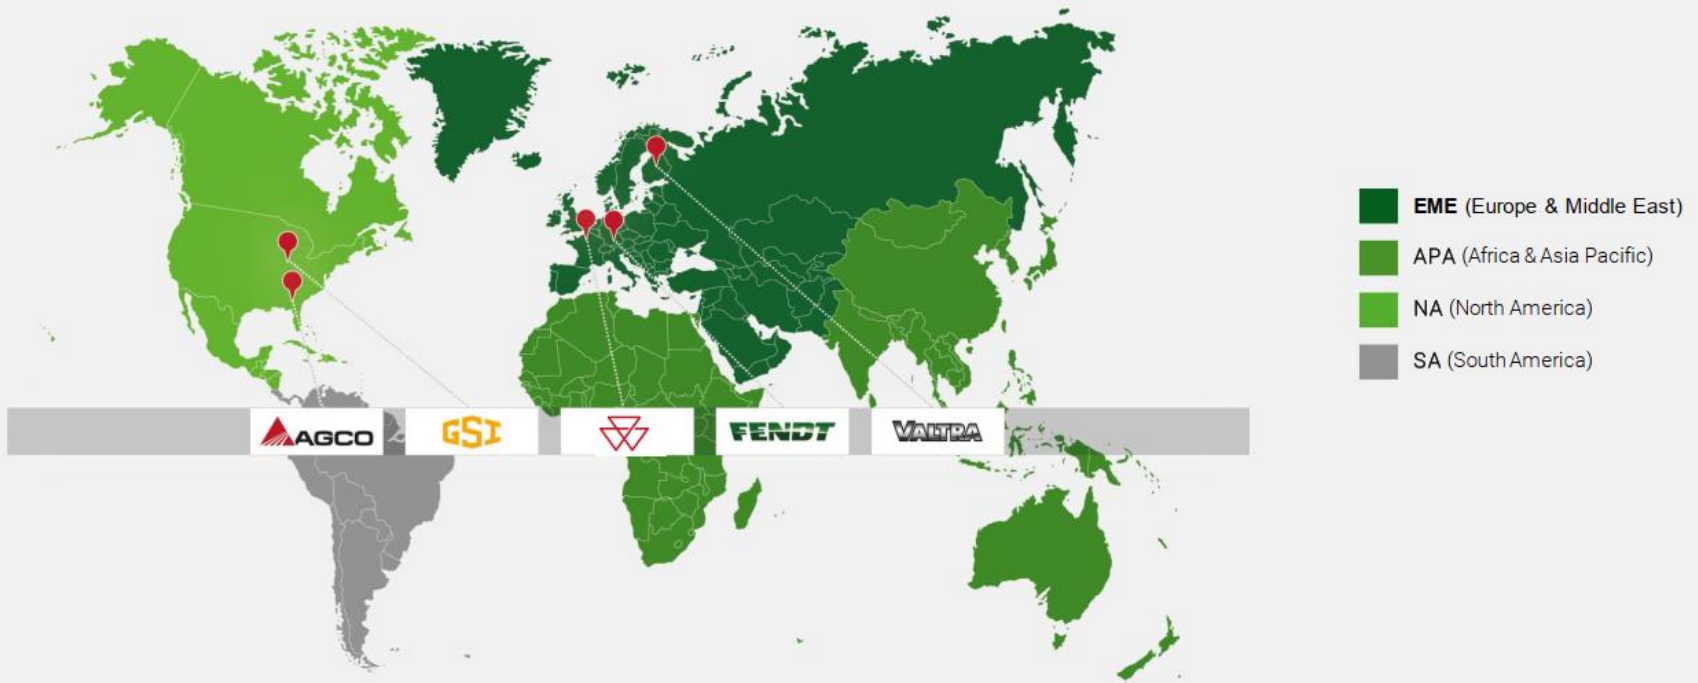 EME (Europe & Middle East)
APA (Africa & Asia Pacific)
NA (North America)
SA (South America)
AGCO
GSI
FENDT
VALTRA